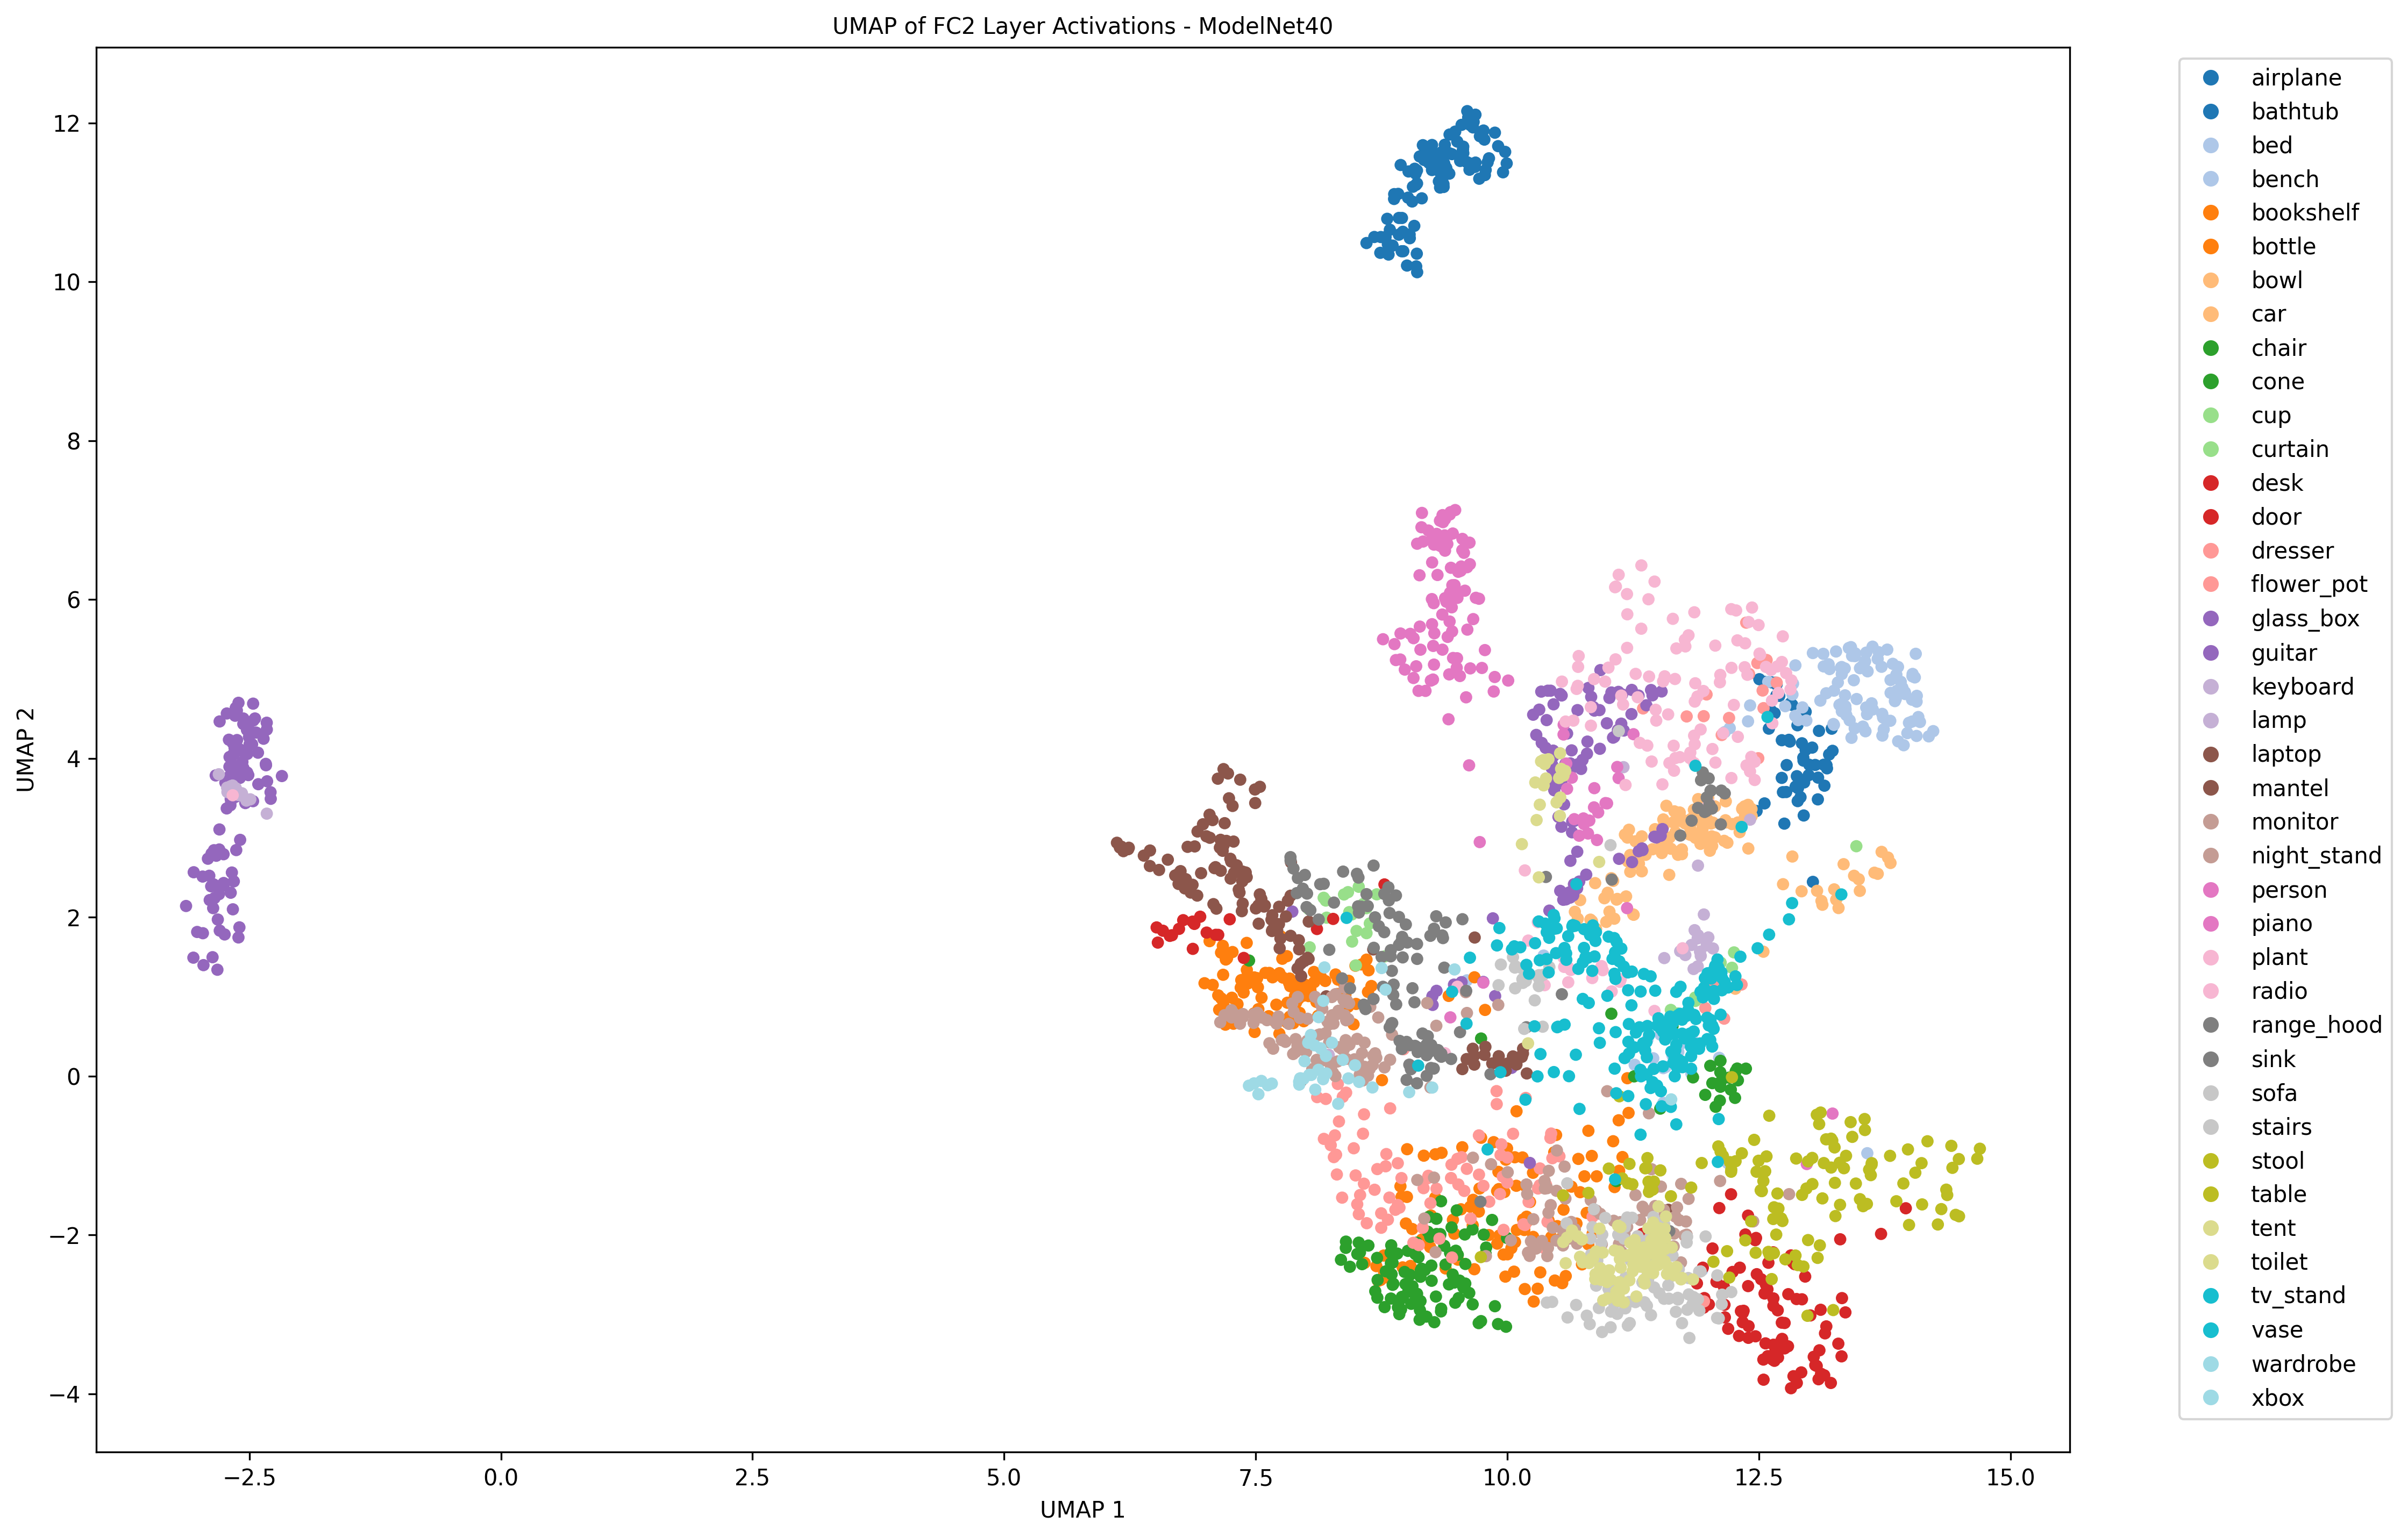 UMAP of FC2 Layer Activations - ModelNet40
12
10
8
6
4
2
0
−2
−4
UMAP 2
−2.5
0.0
2.5
5.0
7.5
10.0
12.5
15.0
UMAP 1
airplane
bathtub
bed
bench
bookshelf
bottle
bowl
car
chair
cone
cup
curtain
desk
door
dresser
flower_pot
glass_box
guitar
keyboard
lamp
laptop
mantel
monitor
night_stand
person
piano
plant
radio
range_hood
sink
sofa
stairs
stool
table
tent
toilet
tv_stand
vase
wardrobe
xbox